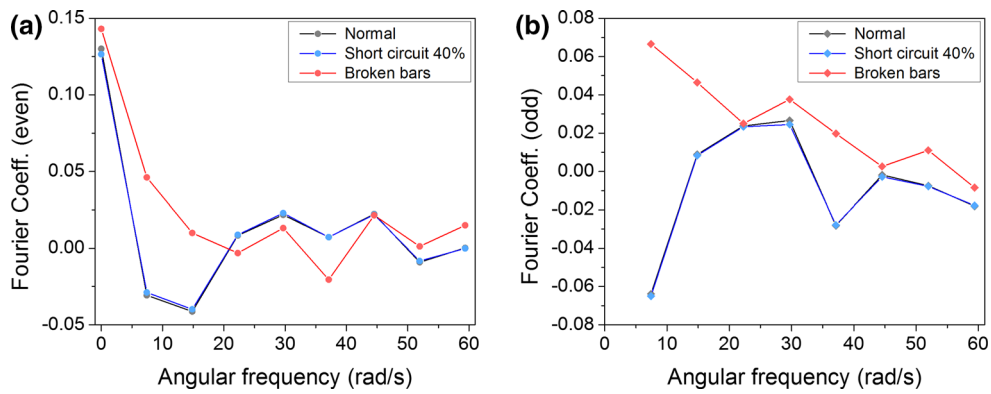 (a)
Fourier Coeff. (even)
0.15
0.10
0.05
0.00
-0.05
Normal
Short circuit 40%
Broken bars
0 10 20 30 40 50 60
Angular frequency (rad/s)
(b)
Fourier Coeff. (odd)
0.08
0.06
0.04
0.02
0.00
-0.02
-0.04
-0.06
-0.08
Normal
Short circuit 40%
Broken bars
0 10 20 30 40 50 60
Angular frequency (rad/s)